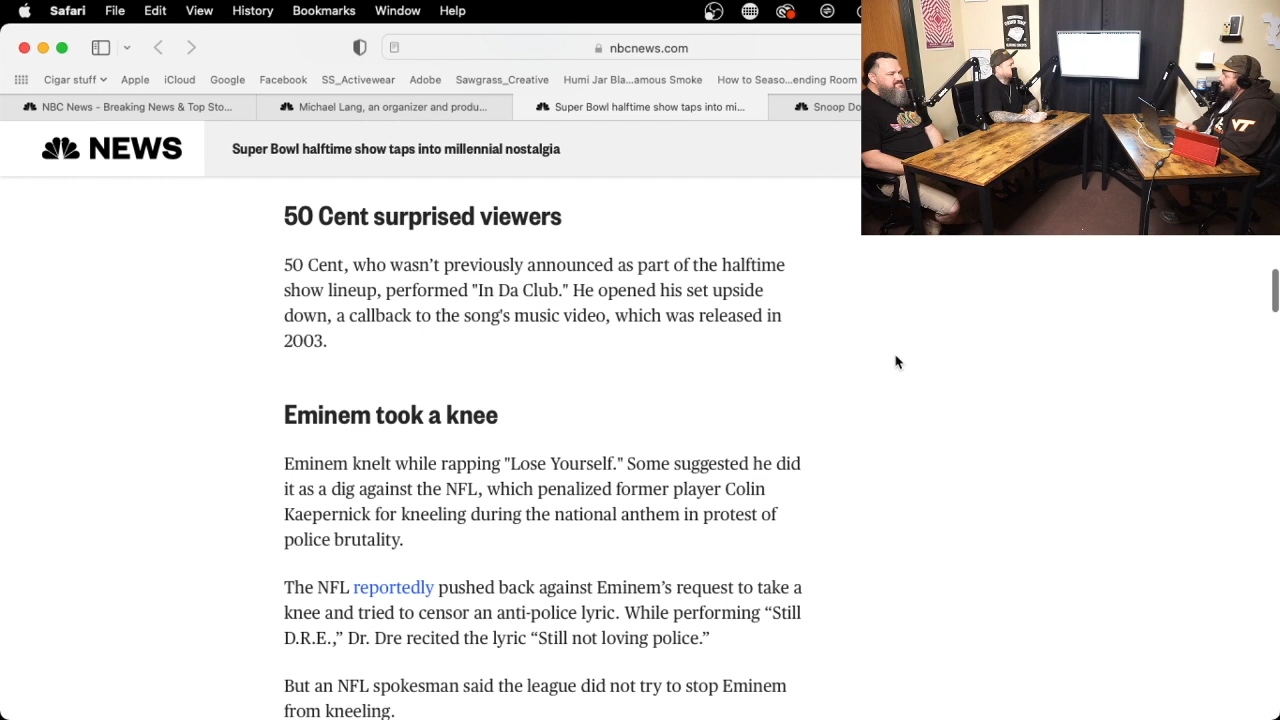 Safari File Edit View History Bookmarks Window Help
nbcnews.com
Cigar stuff Apple iCloud Google Facebook SS_Activewear Adobe Sawgrass_Creative Humi Jar Bla...amous Smoke How to Seaso...ending Room
NBC News - Breaking News & Top Sto... Michael Lang, an organizer and produ... Super Bowl halftime show taps into mi... Snoop Do
NEWS Super Bowl halftime show taps into millennial nostalgia
50 Cent surprised viewers
50 Cent, who wasn’t previously announced as part of the halftime
show lineup, performed "In Da Club." He opened his set upside
down, a callback to the song's music video, which was released in
2003.
Eminem took a knee
Eminem knelt while rapping "Lose Yourself." Some suggested he did
it as a dig against the NFL, which penalized former player Colin
Kaepernick for kneeling during the national anthem in protest of
police brutality.
The NFL reportedly pushed back against Eminem’s request to take a
knee and tried to censor an anti-police lyric. While performing “Still
D.R.E.,” Dr. Dre recited the lyric “Still not loving police.”
But an NFL spokesman said the league did not try to stop Eminem
from kneeling.
VT